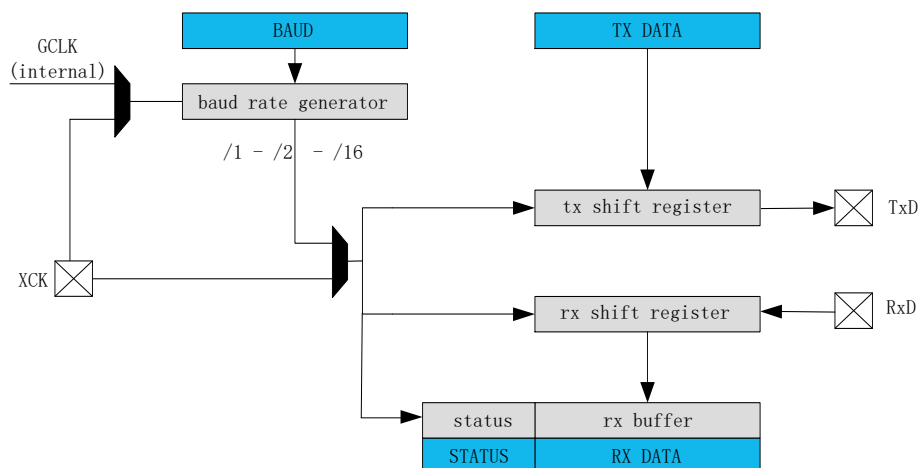 BAUD
TX DATA
GCLK
(internal)
baud rate generator
/1 - /2 - /16
tx shift register
TxD
XCK
rx shift register
RxD
status
rx buffer
STATUS
RX DATA